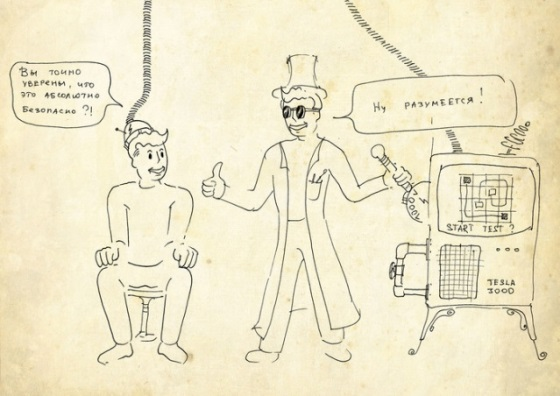 Вы точно
уверены, что
это абсолютно
безопасно ?!
Ну разумеется !
START TEST ?
TESLA
3000